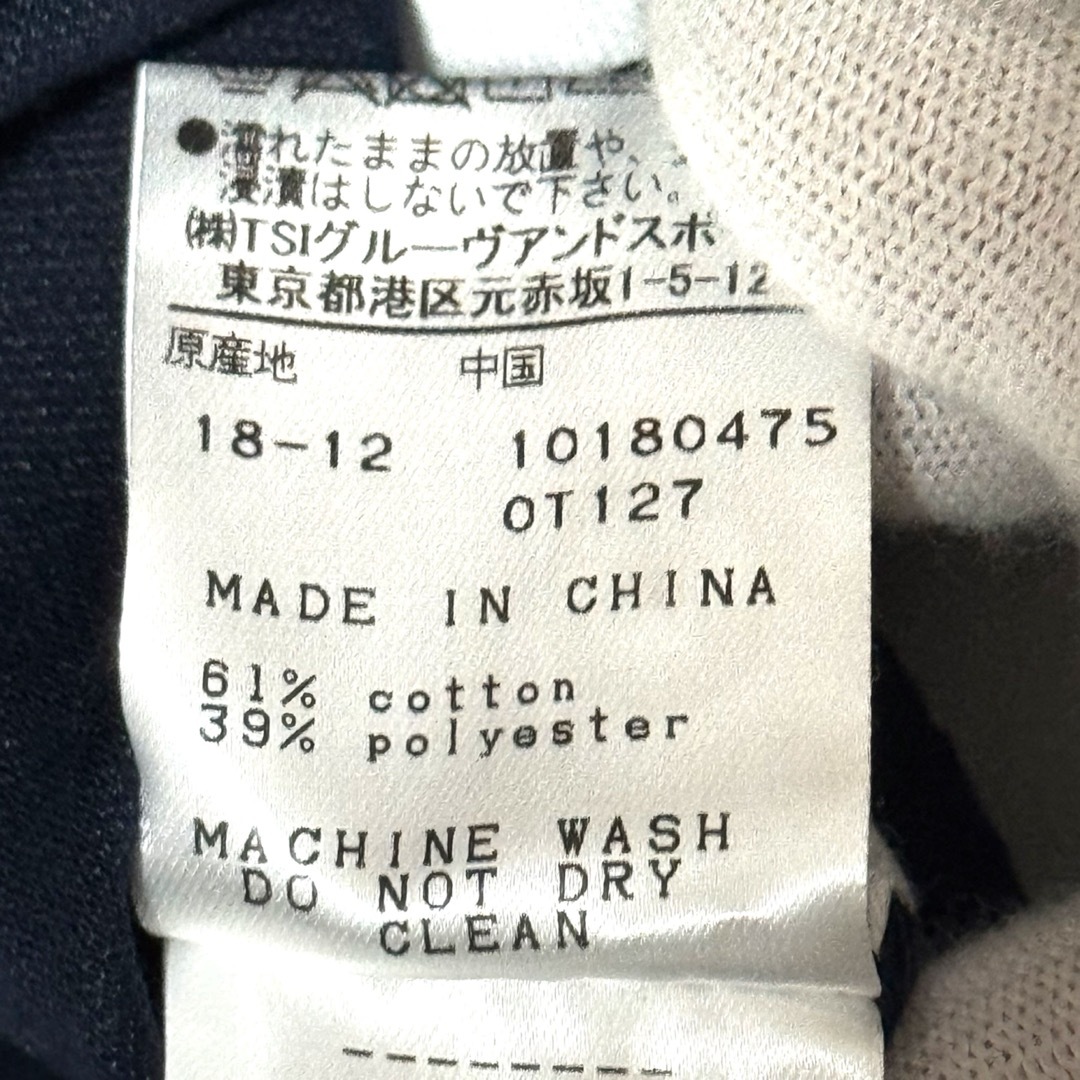 ●濡れたままの放置や、
浸漬はしないで下さい。
㈱TSIグルーヴアンドスポ
東京都港区元赤坂1-5-12
原産地 中国
18-12 10180475
OT127
MADE IN CHINA
61% cotton
39% polyester
MACHINE WASH
DO NOT DRY
CLEAN
--------